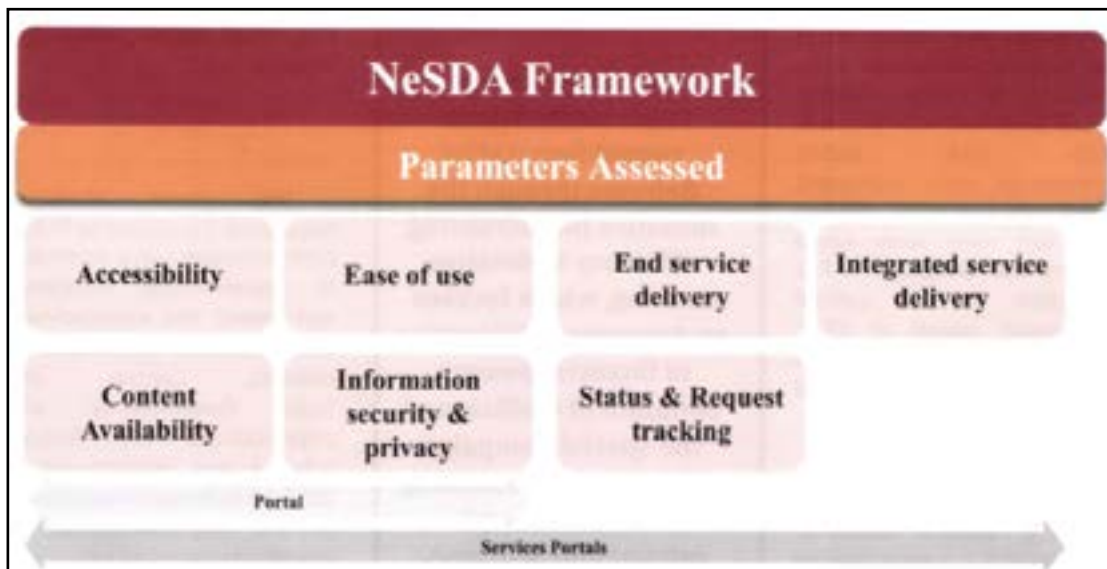 NeSDA Framework
Parameters Assessed
Accessibility
Ease of use
End service
delivery
Integrated service
delivery
Content
Availability
Information
security &
privacy
Status & Request
tracking
Portal
Services Portals